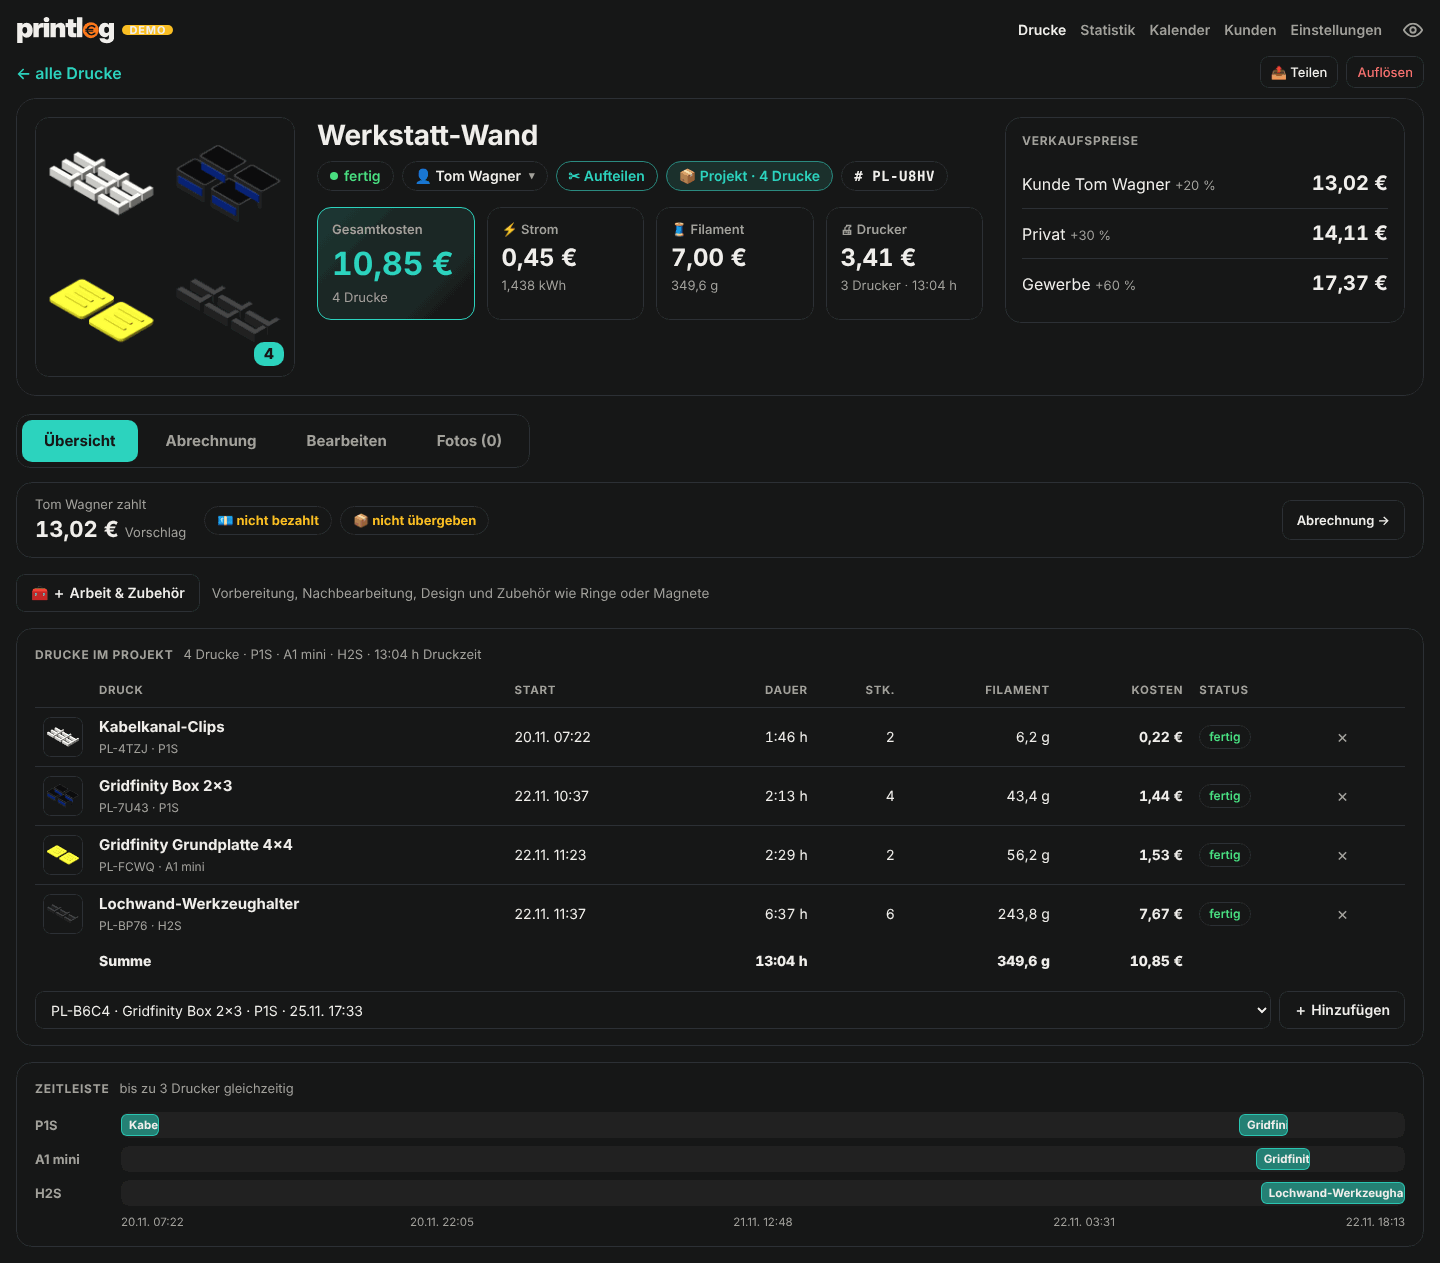 printlog DEMO
Drucke Statistik Kalender Kunden Einstellungen
← alle Drucke
📤 Teilen Auflösen
4
Werkstatt-Wand
fertig 👤 Tom Wagner ▾ ✂ Aufteilen 📦 Projekt · 4 Drucke # PL-U8HV
Gesamtkosten
10,85 €
4 Drucke
⚡ Strom
0,45 €
1,438 kWh
🧵 Filament
7,00 €
349,6 g
🖨 Drucker
3,41 €
3 Drucker · 13:04 h
VERKAUFSPREISE
Kunde Tom Wagner +20 % 13,02 €
Privat +30 % 14,11 €
Gewerbe +60 % 17,37 €
Übersicht Abrechnung Bearbeiten Fotos (0)
Tom Wagner zahlt
13,02 € Vorschlag
💶 nicht bezahlt 📦 nicht übergeben
Abrechnung →
🧰 + Arbeit & Zubehör Vorbereitung, Nachbearbeitung, Design und Zubehör wie Ringe oder Magnete
DRUCKE IM PROJEKT 4 Drucke · P1S · A1 mini · H2S · 13:04 h Druckzeit
DRUCK START DAUER STK. FILAMENT KOSTEN STATUS
Kabelkanal-Clips 20.11. 07:22 1:46 h 2 6,2 g 0,22 € fertig ×
PL-4TZJ · P1S
Gridfinity Box 2×3 22.11. 10:37 2:13 h 4 43,4 g 1,44 € fertig ×
PL-7U43 · P1S
Gridfinity Grundplatte 4×4 22.11. 11:23 2:29 h 2 56,2 g 1,53 € fertig ×
PL-FCWQ · A1 mini
Lochwand-Werkzeughalter 22.11. 11:37 6:37 h 6 243,8 g 7,67 € fertig ×
PL-BP76 · H2S
Summe 13:04 h 349,6 g 10,85 €
PL-B6C4 · Gridfinity Box 2×3 · P1S · 25.11. 17:33 + Hinzufügen
ZEITLEISTE bis zu 3 Drucker gleichzeitig
P1S Kabe Gridfin
A1 mini Gridfinit
H2S Lochwand-Werkzeugha
20.11. 07:22 20.11. 22:05 21.11. 12:48 22.11. 03:31 22.11. 18:13